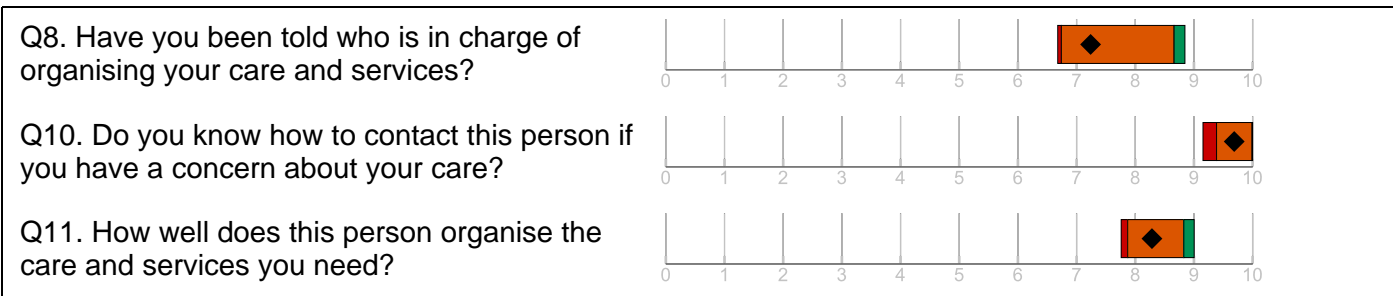 Q8. Have you been told who is in charge of
organising your care and services?
0 1 2 3 4 5 6 7 8 9 10
Q10. Do you know how to contact this person if
you have a concern about your care?
0 1 2 3 4 5 6 7 8 9 10
Q11. How well does this person organise the
care and services you need?
0 1 2 3 4 5 6 7 8 9 10